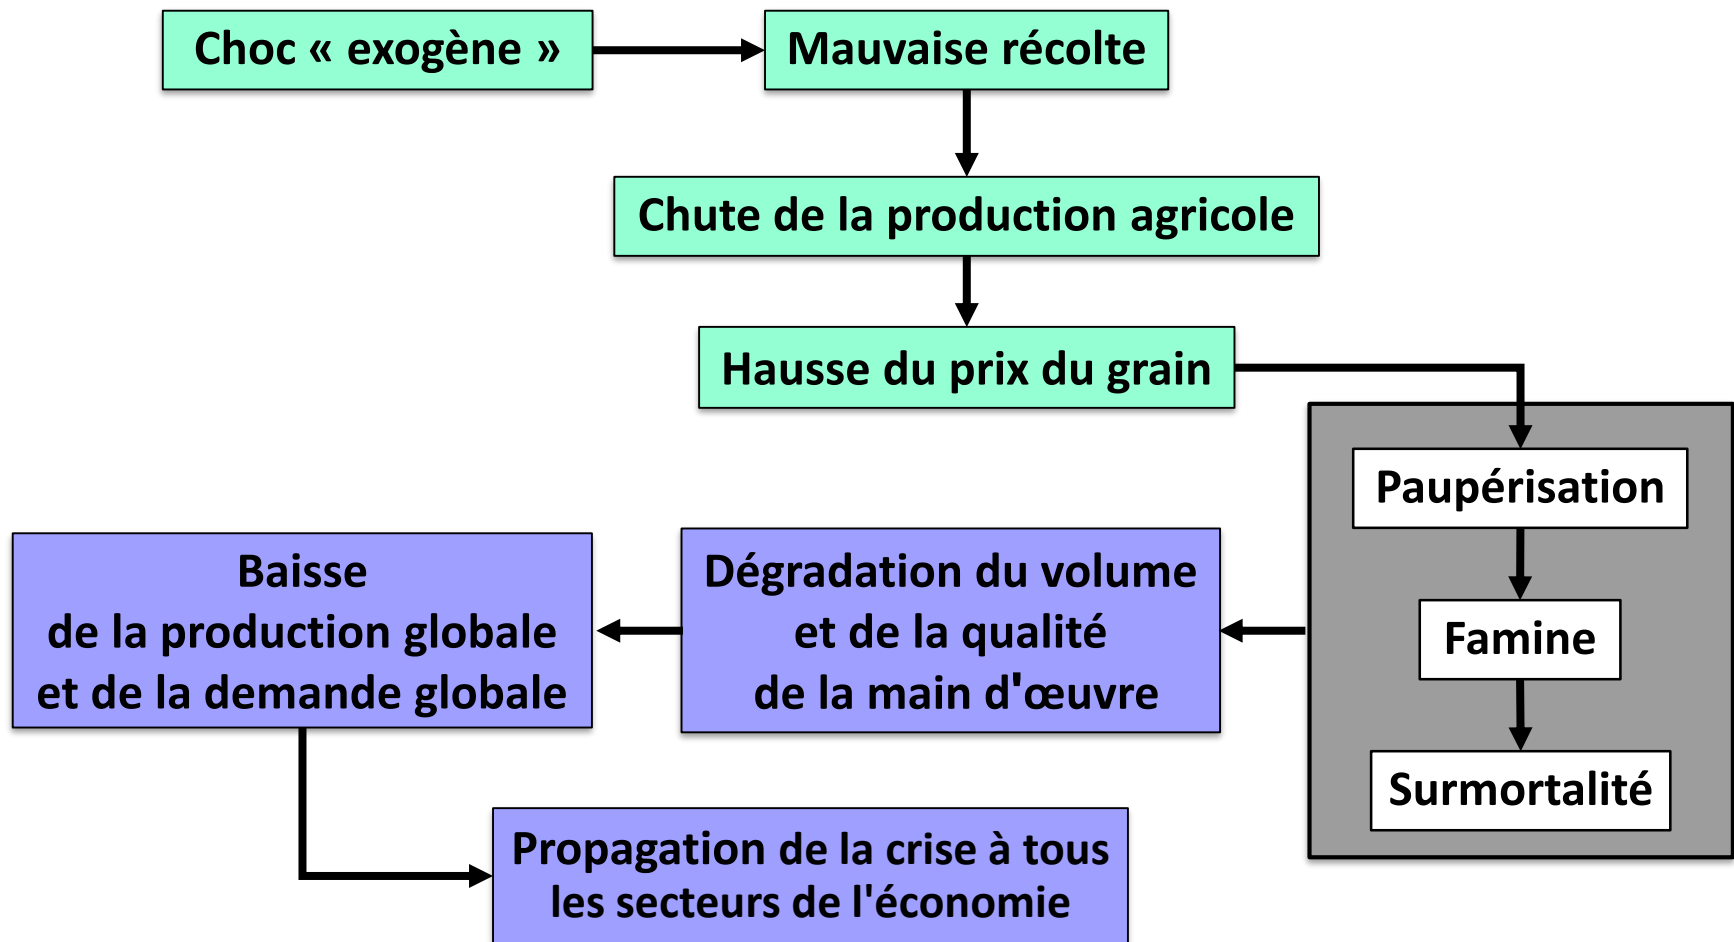 Choc « exogène »
Mauvaise récolte
Chute de la production agricole
Hausse du prix du grain
Paupérisation
Famine
Surmortalité
Dégradation du volume
et de la qualité
de la main d'œuvre
Baisse
de la production globale
et de la demande globale
Propagation de la crise à tous
les secteurs de l'économie